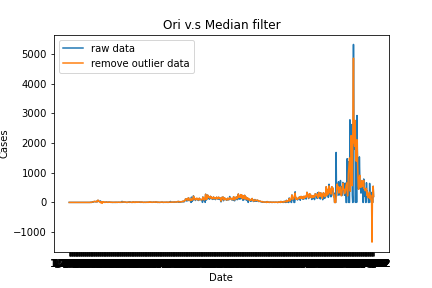 Ori v.s Median filter
raw data
remove outlier data
5000
4000
3000
2000
1000
0
−1000
Cases
Date